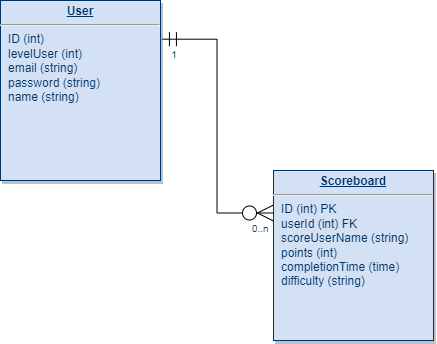 User
ID (int)
levelUser (int)
email (string)
password (string)
name (string)
1
Scoreboard
0..n
ID (int) PK
userId (int) FK
scoreUserName (string)
points (int)
completionTime (time)
difficulty (string)